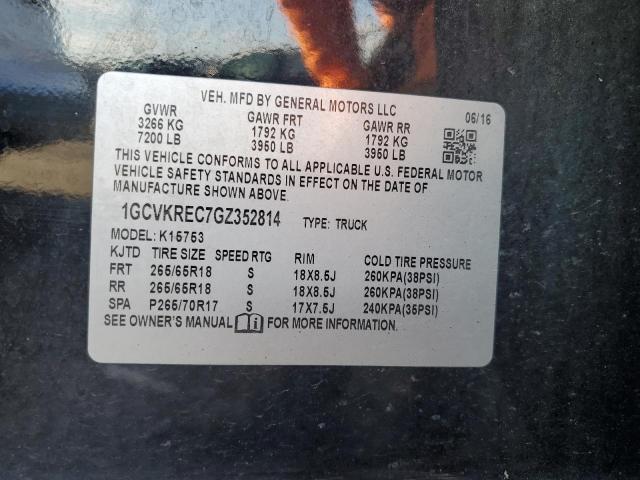 VEH. MFD BY GENERAL MOTORS LLC
GVWR GAWR FRT GAWR RR 06/16
3266 KG 1792 KG 1792 KG
7200 LB 3950 LB 3950 LB
THIS VEHICLE CONFORMS TO ALL APPLICABLE U.S. FEDERAL MOTOR
VEHICLE SAFETY STANDARDS IN EFFECT ON THE DATE OF
MANUFACTURE SHOWN ABOVE.
1GCVKREC7GZ352814 TYPE: TRUCK
MODEL: K15753
KJTD TIRE SIZE SPEED RTG RIM COLD TIRE PRESSURE
FRT 265/65R18 S 18X8.5J 260KPA(38PSI)
RR 265/65R18 S 18X8.5J 260KPA(38PSI)
SPA P265/70R17 S 17X7.5J 240KPA(35PSI)
SEE OWNER'S MANUAL FOR MORE INFORMATION.